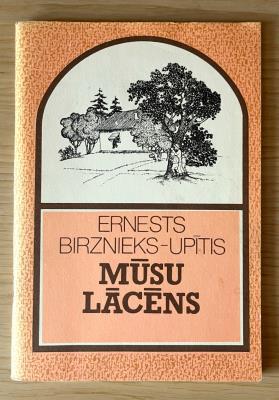 ERNESTS
BIRZNIEKS-UPĪTIS
MŪSU
LĀCĒNS